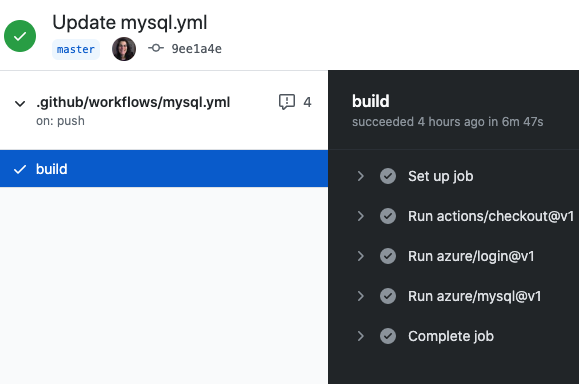 Update mysql.yml
master 9ee1a4e
.github/workflows/mysql.yml 4
on: push
build
build
succeeded 4 hours ago in 6m 47s
Set up job
Run actions/checkout@v1
Run azure/login@v1
Run azure/mysql@v1
Complete job